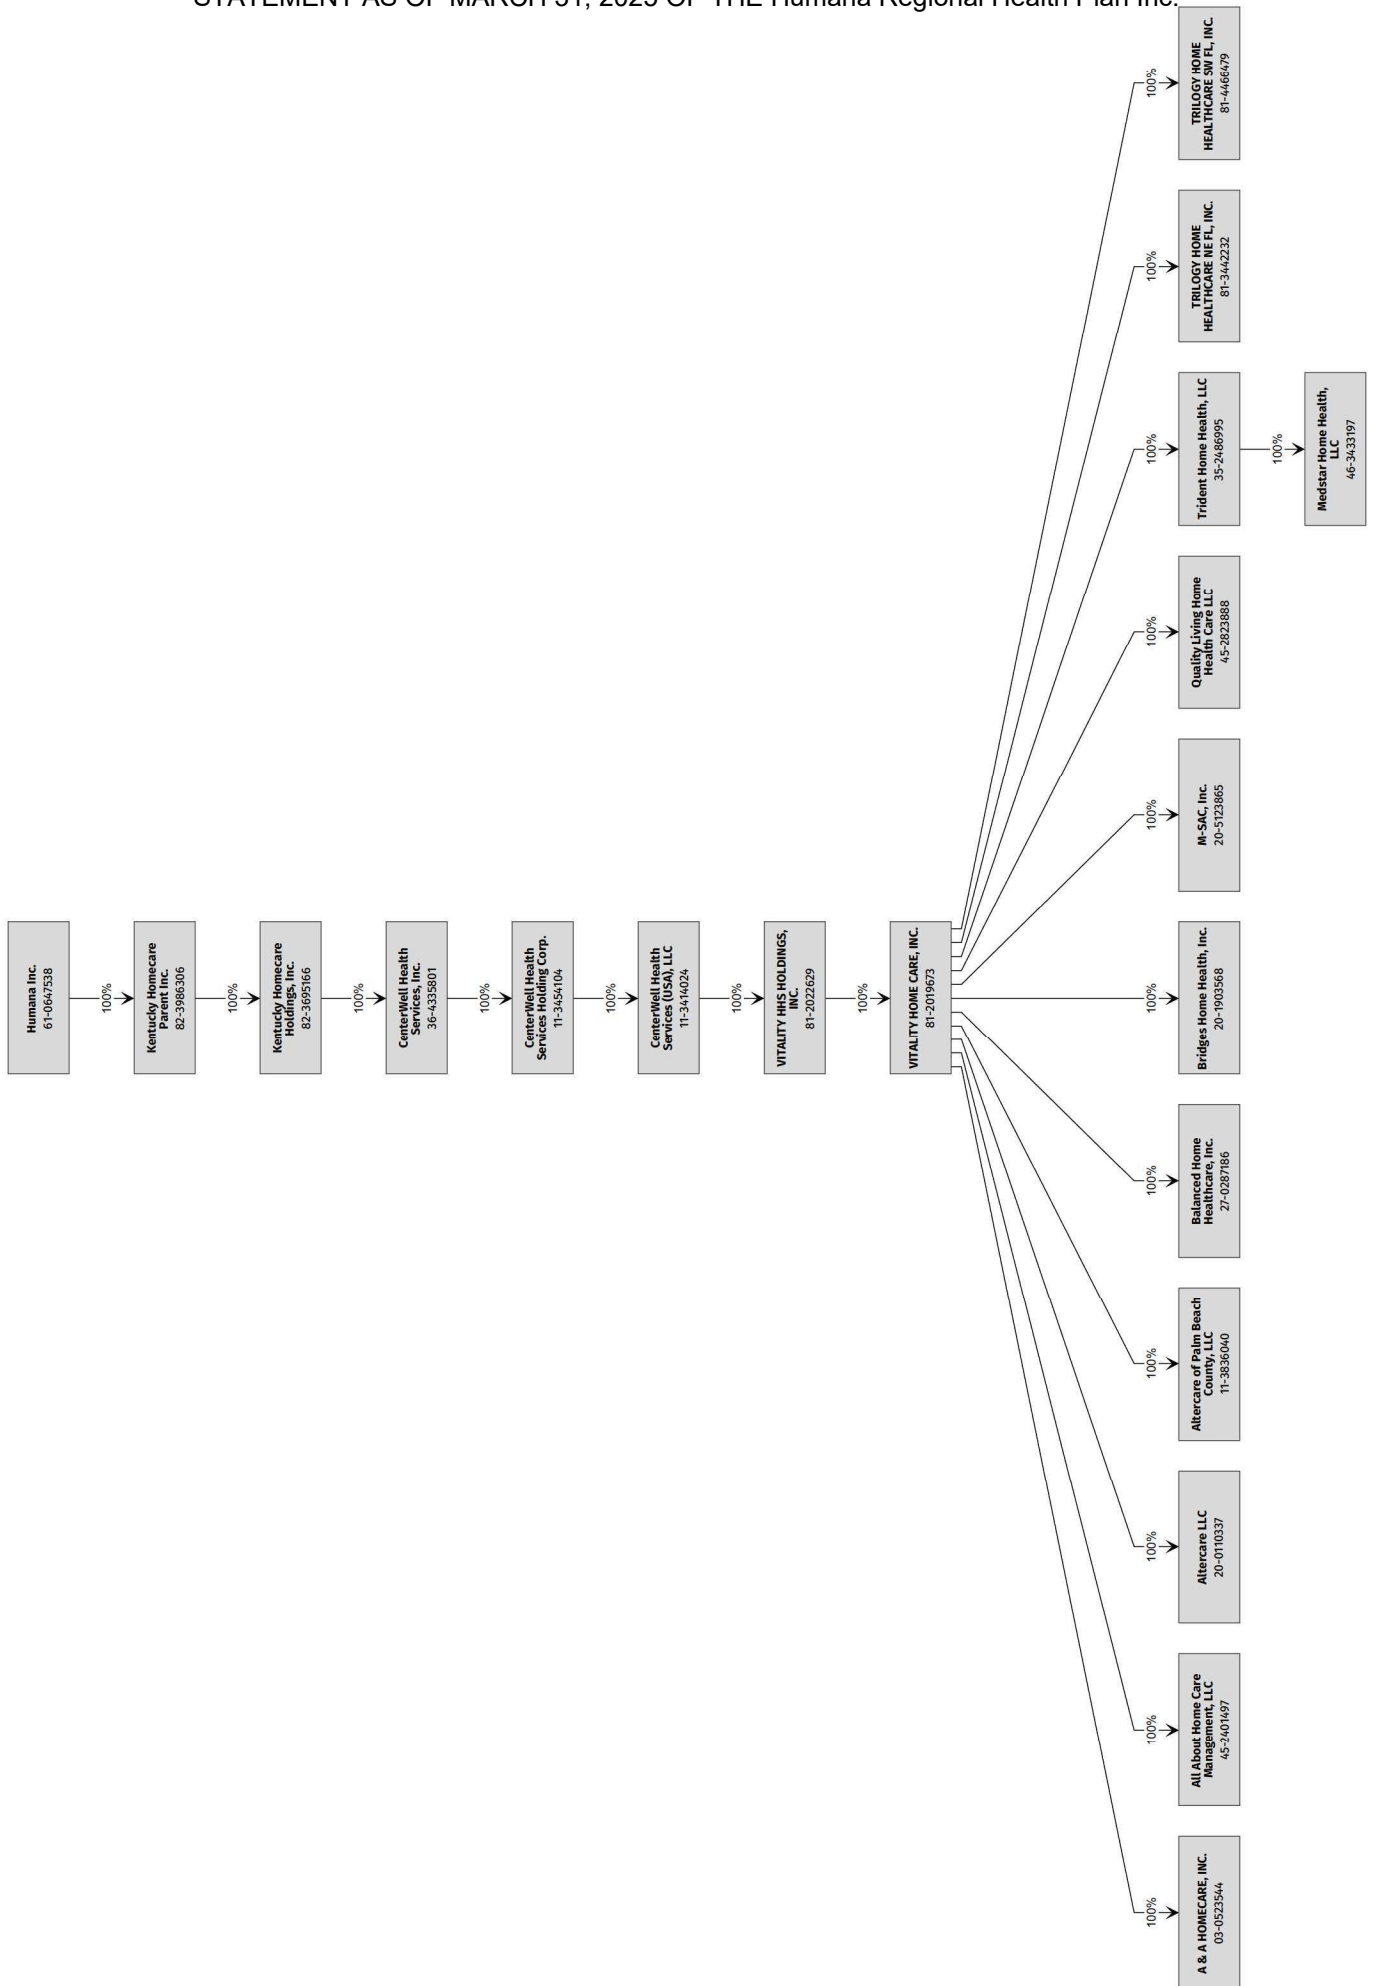 STATEMENT AS OF MARCH 31, OF THE Humana Regional Health Plan Inc.
Humana Inc.
61-0647538
100%
Kentucky Homecare
Parent Inc.
82-3986306
100%
Kentucky Homecare
Holdings, Inc.
82-3695166
100%
CenterWell Health
Services, Inc.
36-4335801
100%
CenterWell Health
Services Holding Corp.
11-3454104
100%
CenterWell Health
Services (USA), LLC
11-3414024
100%
VITALITY HHS HOLDINGS,
INC.
81-2022629
100%
VITALITY HOME CARE, INC.
81-2019673
100%
A & A HOMECARE, INC.
03-0523544
100%
All About Home Care
Management, LLC
45-2401497
100%
Altercare LLC
20-0110337
100%
Altercare of Palm Beach
County, LLC
11-3836040
100%
Balanced Home
Healthcare, Inc.
27-0287186
100%
Bridges Home Health, Inc.
20-1903568
100%
M-SAC, Inc.
20-5123865
100%
Quality Living Home
Health Care LLC
45-2823888
100%
Trident Home Health, LLC
35-2486995
100%
TRILOGY HOME
HEALTHCARE NE FL, INC.
81-3442232
100%
TRILOGY HOME
HEALTHCARE SW FL, INC.
81-4466479
100%
Medstar Home Health,
LLC
46-3433197